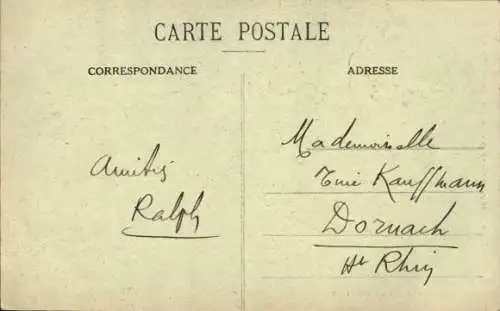 CARTE POSTALE
CORRESPONDANCE
ADRESSE
Amitiés
Ralph
Mademoiselle
Kauffmann
Dornach
Ht Rhin